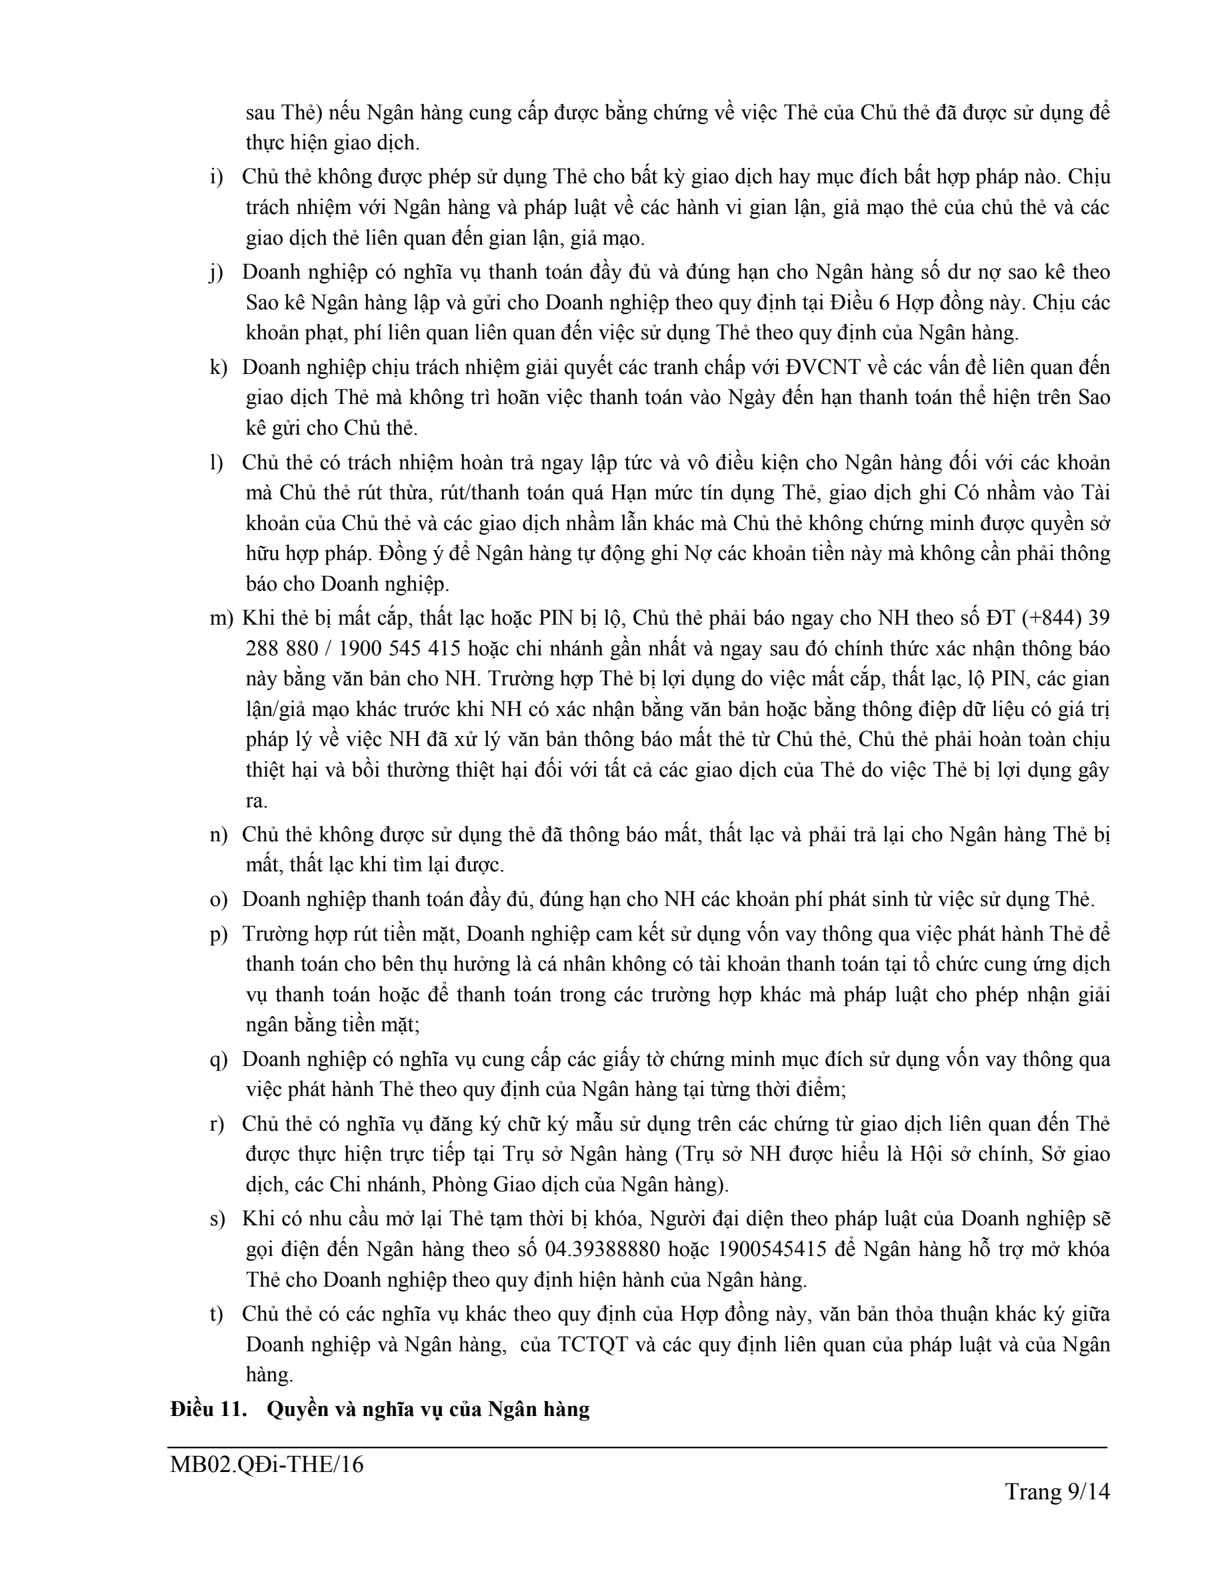 sau Thẻ) nếu Ngân hàng cung cấp được bằng chứng về việc Thẻ của Chủ thẻ đã được sử dụng để
thực hiện giao dịch.
i) Chủ thẻ không được phép sử dụng Thẻ cho bất kỳ giao dịch hay mục đích bất hợp pháp nào. Chịu
trách nhiệm với Ngân hàng và pháp luật về các hành vi gian lận, giả mạo thẻ của chủ thẻ và các
giao dịch thẻ liên quan đến gian lận, giả mạo.
j) Doanh nghiệp có nghĩa vụ thanh toán đầy đủ và đúng hạn cho Ngân hàng số dư nợ sao kê theo
Sao kê Ngân hàng lập và gửi cho Doanh nghiệp theo quy định tại Điều 6 Hợp đồng này. Chịu các
khoản phạt, phí liên quan liên quan đến việc sử dụng Thẻ theo quy định của Ngân hàng.
k) Doanh nghiệp chịu trách nhiệm giải quyết các tranh chấp với ĐVCNT về các vấn đề liên quan đến
giao dịch Thẻ mà không trì hoãn việc thanh toán vào Ngày đến hạn thanh toán thể hiện trên Sao
kê gửi cho Chủ thẻ.
l) Chủ thẻ có trách nhiệm hoàn trả ngay lập tức và vô điều kiện cho Ngân hàng đối với các khoản
mà Chủ thẻ rút thừa, rút/thanh toán quá Hạn mức tín dụng Thẻ, giao dịch ghi Có nhầm vào Tài
khoản của Chủ thẻ và các giao dịch nhầm lẫn khác mà Chủ thẻ không chứng minh được quyền sở
hữu hợp pháp. Đồng ý để Ngân hàng tự động ghi Nợ các khoản tiền này mà không cần phải thông
báo cho Doanh nghiệp.
m) Khi thẻ bị mất cắp, thất lạc hoặc PIN bị lộ, Chủ thẻ phải báo ngay cho NH theo số ĐT (+844) 39
288 880 / 1900 545 415 hoặc chi nhánh gần nhất và ngay sau đó chính thức xác nhận thông báo
này bằng văn bản cho NH. Trường hợp Thẻ bị lợi dụng do việc mất cắp, thất lạc, lộ PIN, các gian
lận/giả mạo khác trước khi NH có xác nhận bằng văn bản hoặc bằng thông điệp dữ liệu có giá trị
pháp lý về việc NH đã xử lý văn bản thông báo mất thẻ từ Chủ thẻ, Chủ thẻ phải hoàn toàn chịu
thiệt hại và bồi thường thiệt hại đối với tất cả các giao dịch của Thẻ do việc Thẻ bị lợi dụng gây
ra.
n) Chủ thẻ không được sử dụng thẻ đã thông báo mất, thất lạc và phải trả lại cho Ngân hàng Thẻ bị
mất, thất lạc khi tìm lại được.
o) Doanh nghiệp thanh toán đầy đủ, đúng hạn cho NH các khoản phí phát sinh từ việc sử dụng Thẻ.
p) Trường hợp rút tiền mặt, Doanh nghiệp cam kết sử dụng vốn vay thông qua việc phát hành Thẻ để
thanh toán cho bên thụ hưởng là cá nhân không có tài khoản thanh toán tại tổ chức cung ứng dịch
vụ thanh toán hoặc để thanh toán trong các trường hợp khác mà pháp luật cho phép nhận giải
ngân bằng tiền mặt;
q) Doanh nghiệp có nghĩa vụ cung cấp các giấy tờ chứng minh mục đích sử dụng vốn vay thông qua
việc phát hành Thẻ theo quy định của Ngân hàng tại từng thời điểm;
r) Chủ thẻ có nghĩa vụ đăng ký chữ ký mẫu sử dụng trên các chứng từ giao dịch liên quan đến Thẻ
được thực hiện trực tiếp tại Trụ sở Ngân hàng (Trụ sở NH được hiểu là Hội sở chính, Sở giao
dịch, các Chi nhánh, Phòng Giao dịch của Ngân hàng).
s) Khi có nhu cầu mở lại Thẻ tạm thời bị khóa, Người đại diện theo pháp luật của Doanh nghiệp sẽ
gọi điện đến Ngân hàng theo số 04.39388880 hoặc 1900545415 để Ngân hàng hỗ trợ mở khóa
Thẻ cho Doanh nghiệp theo quy định hiện hành của Ngân hàng.
t) Chủ thẻ có các nghĩa vụ khác theo quy định của Hợp đồng này, văn bản thỏa thuận khác ký giữa
Doanh nghiệp và Ngân hàng, của TCTQT và các quy định liên quan của pháp luật và của Ngân
hàng.
Điều 11. Quyền và nghĩa vụ của Ngân hàng
MB02.QĐi-THE/16
Trang 9/14